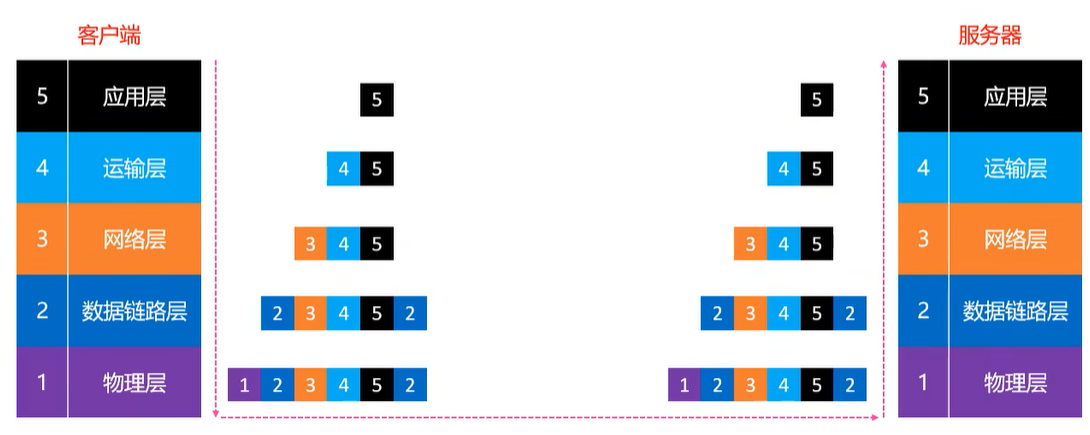 客户端 服务器
5 应用层 5 5 5 应用层
4 运输层 4 5 4 5 4 运输层
3 网络层 3 4 5 3 4 5 3 网络层
2 数据链路层 2 3 4 5 2 2 3 4 5 2 2 数据链路层
1 物理层 1 2 3 4 5 2 1 2 3 4 5 2 1 物理层